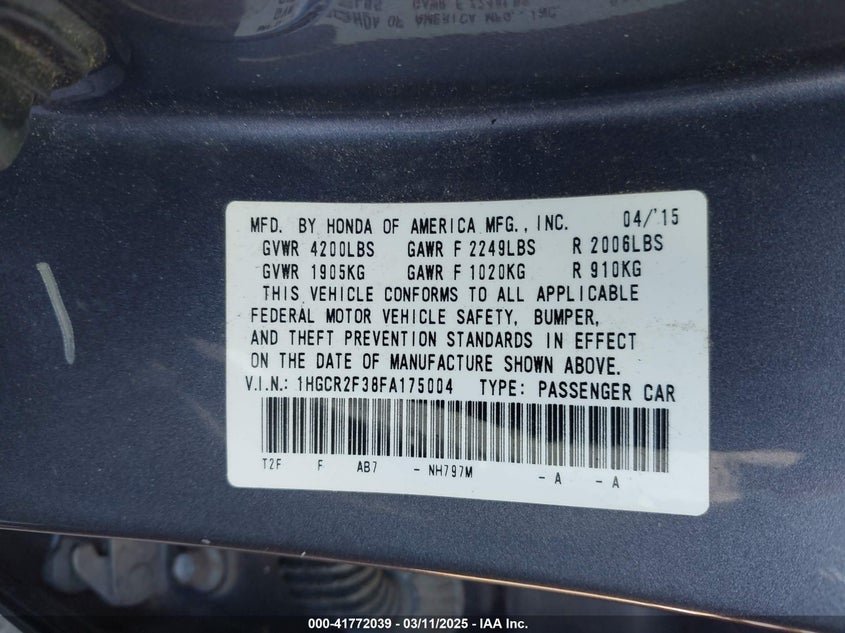 MFD. BY HONDA OF AMERICA MFG., INC. 04/'15
GVWR 4200LBS GAWR F 2249LBS R 2006LBS
GVWR 1905KG GAWR F 1020KG R 910KG
THIS VEHICLE CONFORMS TO ALL APPLICABLE
FEDERAL MOTOR VEHICLE SAFETY, BUMPER,
AND THEFT PREVENTION STANDARDS IN EFFECT
ON THE DATE OF MANUFACTURE SHOWN ABOVE.
V.I.N.: 1HGCR2F38FA175004 TYPE: PASSENGER CAR
T2F F AB7 - NH797M - A - A
000-41772039 / 03/11/2025 - IAA Inc.